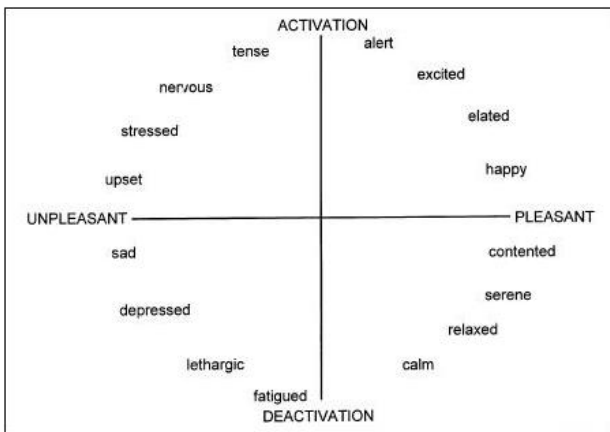 ACTIVATION
tense
alert
nervous
excited
stressed
elated
upset
happy
UNPLEASANT
PLEASANT
sad
contented
depressed
serene
relaxed
lethargic
calm
fatigued
DEACTIVATION